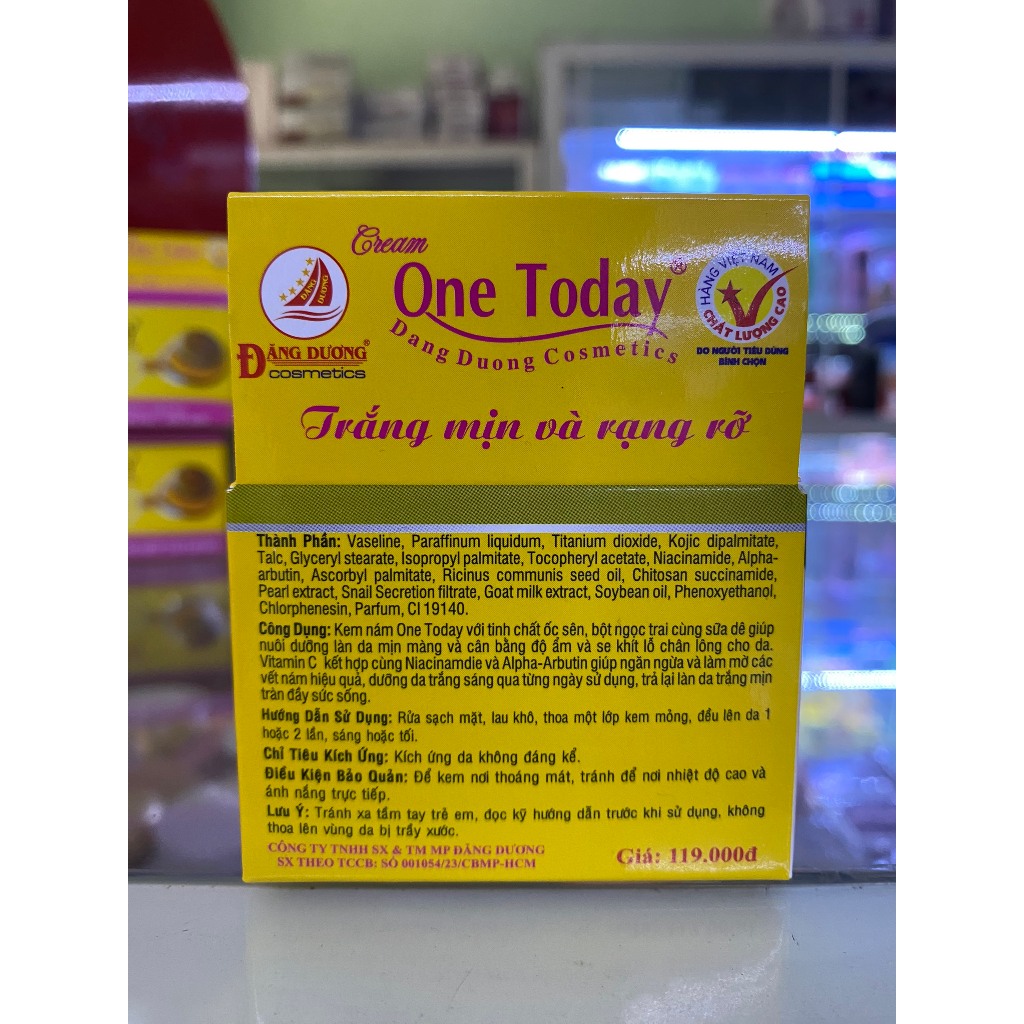 Cream
One Today®
Dang Duong Cosmetics
ĐĂNG DƯƠNG
ĐĂNG DƯƠNG®
cosmetics
HÀNG VIỆT NAM
CHẤT LƯỢNG CAO
DO NGƯỜI TIÊU DÙNG
BÌNH CHỌN
Trắng mịn và rạng rỡ
Thành Phần: Vaseline, Paraffinum liquidum, Titanium dioxide, Kojic dipalmitate,
Talc, Glyceryl stearate, Isopropyl palmitate, Tocopheryl acetate, Niacinamide, Alpha-
arbutin, Ascorbyl palmitate, Ricinus communis seed oil, Chitosan succinamide,
Pearl extract, Snail Secretion filtrate, Goat milk extract, Soybean oil, Phenoxyethanol,
Chlorphenesin, Parfum, CI 19140.
Công Dụng: Kem nám One Today với tinh chất ốc sên, bột ngọc trai cùng sữa dê giúp
nuôi dưỡng làn da mịn màng và cân bằng độ ẩm và se khít lỗ chân lông cho da.
Vitamin C kết hợp cùng Niacinamdie và Alpha-Arbutin giúp ngăn ngừa và làm mờ các
vết nám hiệu quả, dưỡng da trắng sáng qua từng ngày sử dụng, trả lại làn da trắng mịn
tràn đầy sức sống.
Hướng Dẫn Sử Dụng: Rửa sạch mặt, lau khô, thoa một lớp kem mỏng, đều lên da 1
hoặc 2 lần, sáng hoặc tối.
Chỉ Tiêu Kích Ứng: Kích ứng da không đáng kể.
Điều Kiện Bảo Quản: Để kem nơi thoáng mát, tránh để nơi nhiệt độ cao và
ánh nắng trực tiếp.
Lưu Ý: Tránh xa tầm tay trẻ em, đọc kỹ hướng dẫn trước khi sử dụng, không
thoa lên vùng da bị trầy xước.
CÔNG TY TNHH SX & TM MP ĐĂNG DƯƠNG
SX THEO TCCB: SỐ 001054/23/CBMP-HCM
Giá: 119.000đ